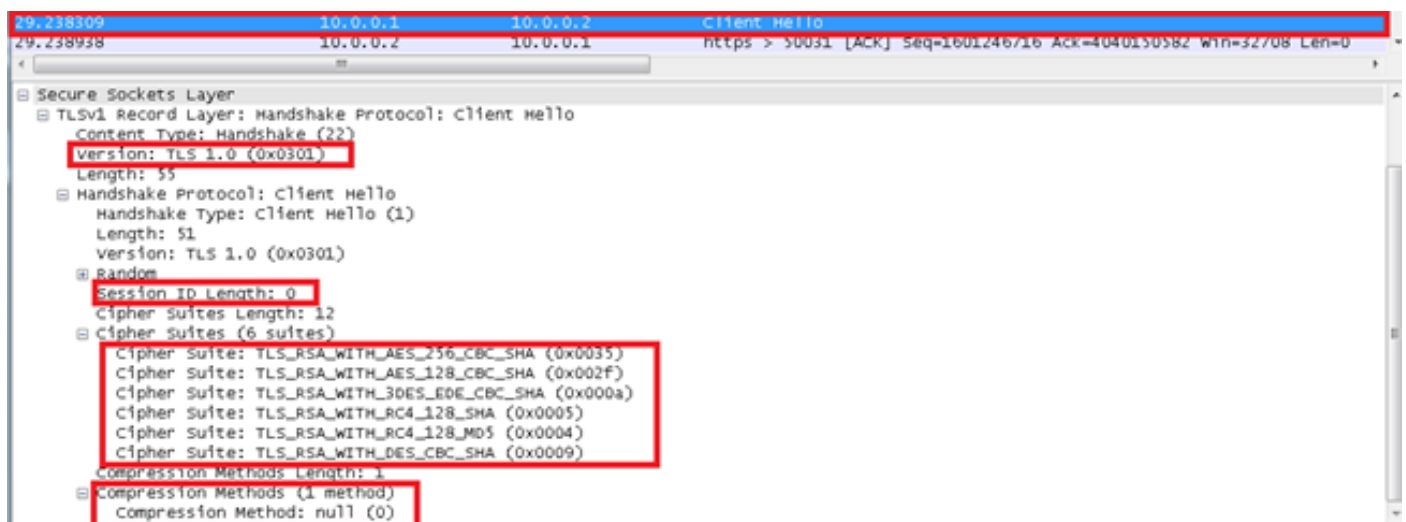 29.238309 10.0.0.1 10.0.0.2 Client Hello
29.238938 10.0.0.2 10.0.0.1 https > 50031 [ACK] Seq=1601246716 Ack=4040150582 Win=32708 Len=0
Secure Sockets Layer
TLSv1 Record Layer: Handshake Protocol: Client Hello
Content Type: Handshake (22)
Version: TLS 1.0 (0x0301)
Length: 55
Handshake Protocol: Client Hello
Handshake Type: Client Hello (1)
Length: 51
Version: TLS 1.0 (0x0301)
Random
Session ID Length: 0
Cipher Suites Length: 12
Cipher Suites (6 suites)
Cipher Suite: TLS_RSA_WITH_AES_256_CBC_SHA (0x0035)
Cipher Suite: TLS_RSA_WITH_AES_128_CBC_SHA (0x002f)
Cipher Suite: TLS_RSA_WITH_3DES_EDE_CBC_SHA (0x000a)
Cipher Suite: TLS_RSA_WITH_RC4_128_SHA (0x0005)
Cipher Suite: TLS_RSA_WITH_RC4_128_MD5 (0x0004)
Cipher Suite: TLS_RSA_WITH_DES_CBC_SHA (0x0009)
Compression Methods Length: 1
Compression Methods (1 method)
Compression Method: null (0)